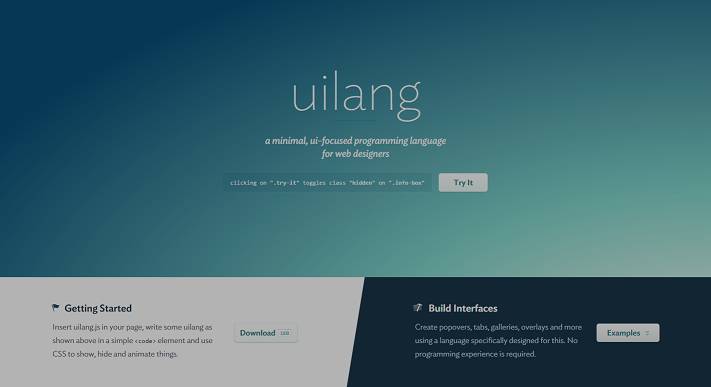 uilang
a minimal, ui-focused programming language
for web designers
clicking on ".try-it" toggles class "hidden" on ".info-box"
Try It
Getting Started
Insert uilang.js in your page, write some uilang as
shown above in a simple <code> element and use
CSS to show, hide and animate things.
Download
Build Interfaces
Create popovers, tabs, galleries, overlays and more
using a language specifically designed for this. No
programming experience is required.
Examples